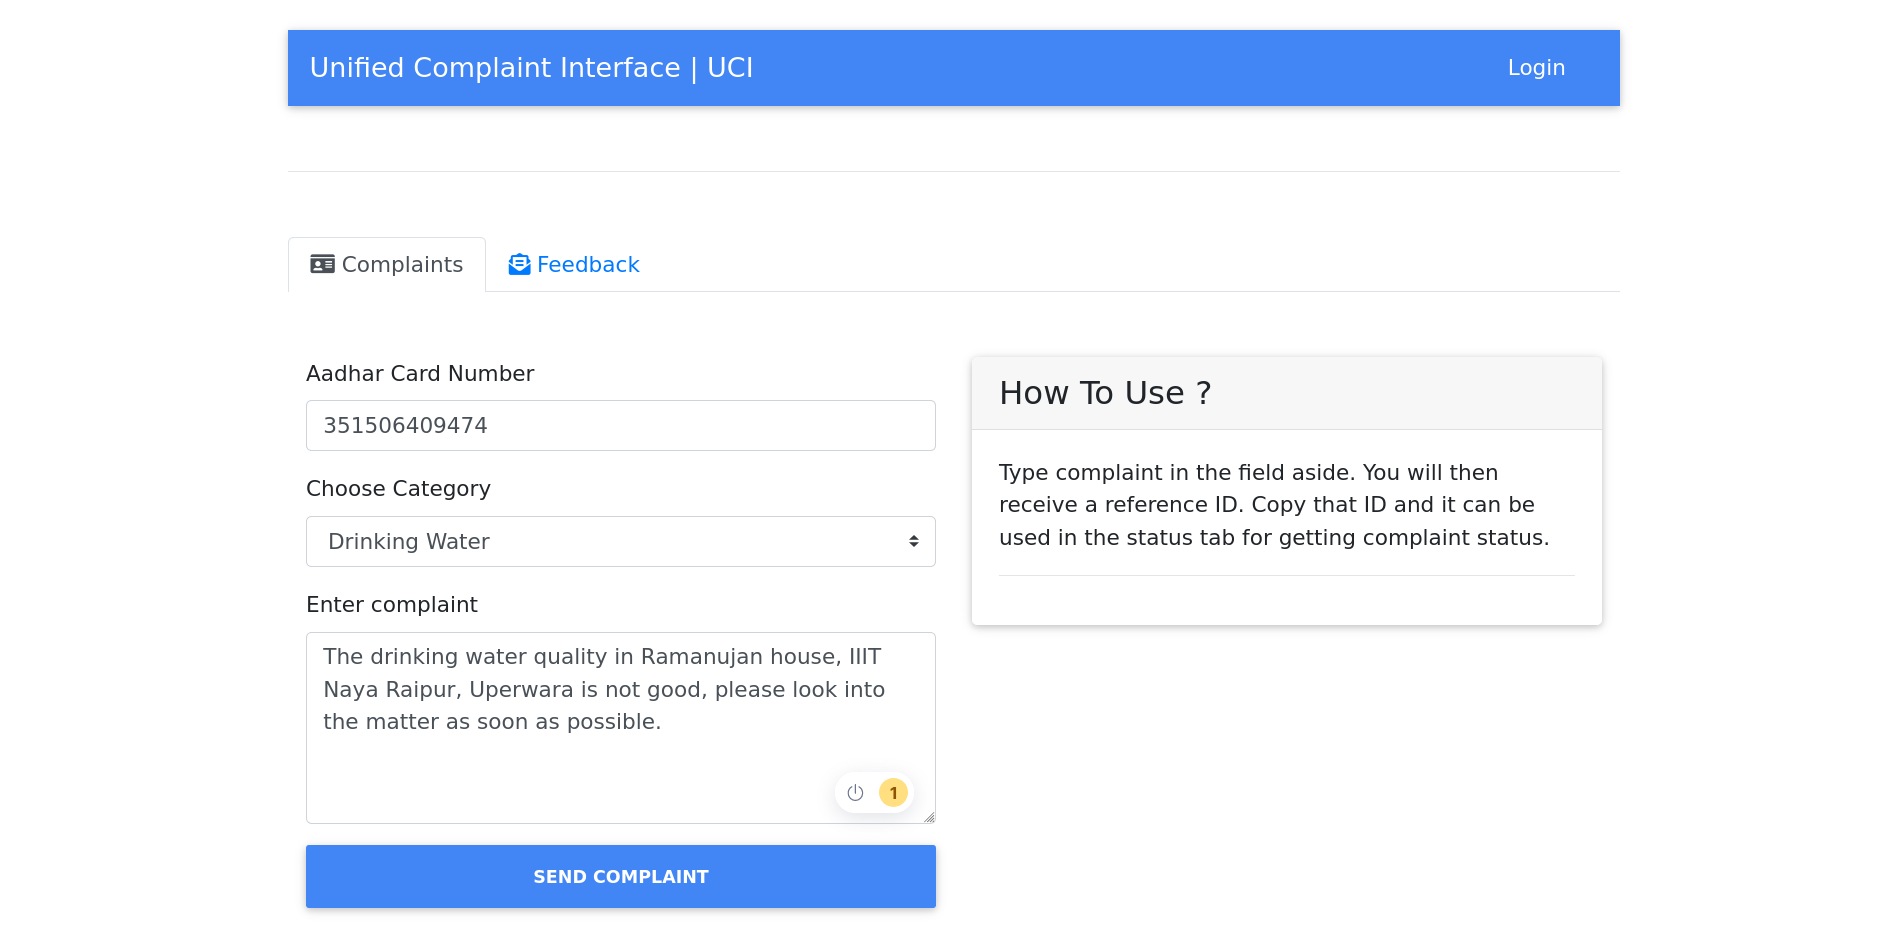 Unified Complaint Interface | UCI
Login
Complaints
Feedback
Aadhar Card Number
351506409474
Choose Category
Drinking Water
Enter complaint
The drinking water quality in Ramanujan house, IIIT
Naya Raipur, Uperwara is not good, please look into
the matter as soon as possible.
1
SEND COMPLAINT
How To Use ?
Type complaint in the field aside. You will then
receive a reference ID. Copy that ID and it can be
used in the status tab for getting complaint status.